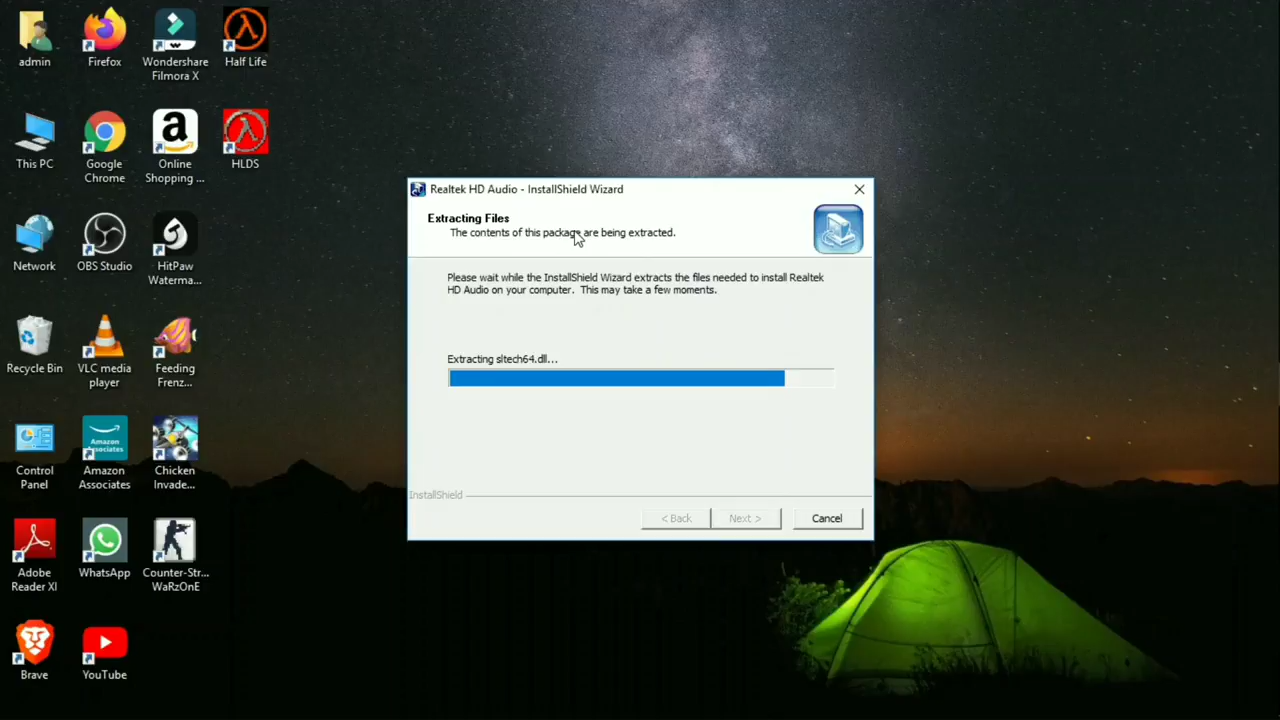 admin
Firefox
Wondershare
Filmora X
Half Life
This PC
Google
Chrome
a
Online
Shopping ...
HLDS
Network
OBS Studio
HitPaw
Waterma...
Recycle Bin
VLC media
player
Feeding
Frenz...
Control
Panel
Amazon
Associates
Amazon
Associates
Chicken
Invade...
Adobe
Reader XI
WhatsApp
Counter-Str...
WaRzOnE
Brave
YouTube
Realtek HD Audio - InstallShield Wizard
Extracting Files
The contents of this package are being extracted.
Please wait while the InstallShield Wizard extracts the files needed to install Realtek
HD Audio on your computer.  This may take a few moments.
Extracting sltech64.dll...
InstallShield
< Back
Next >
Cancel